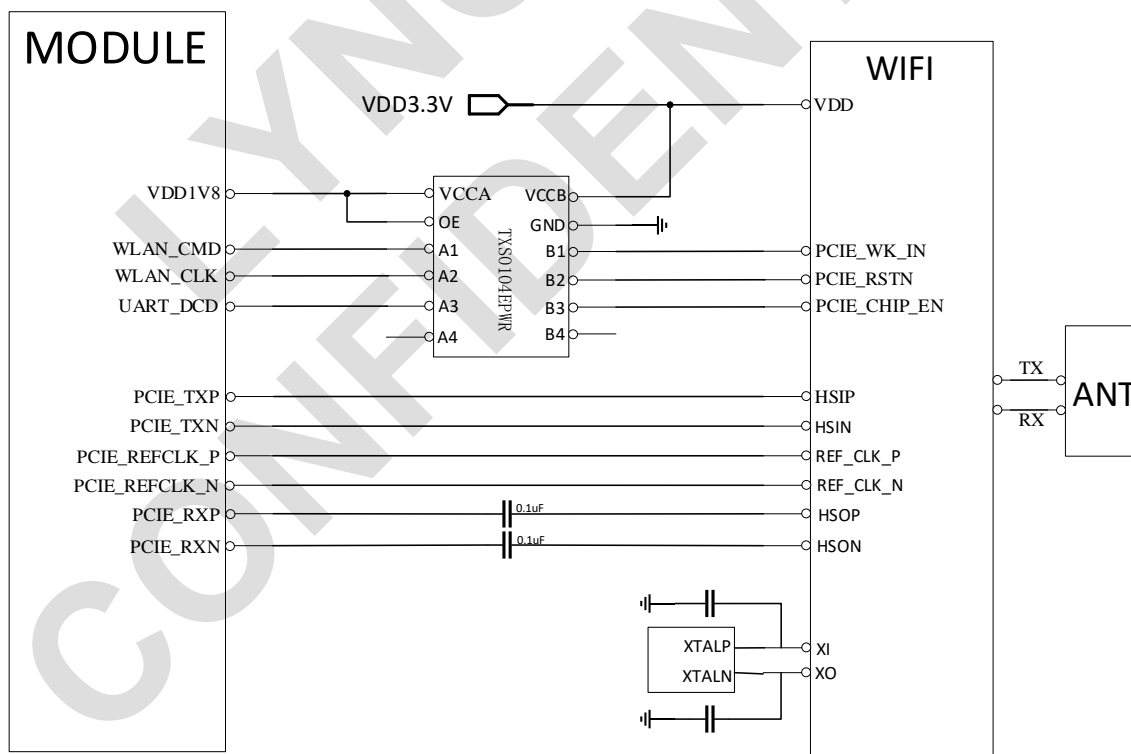 MODULE
WIFI
VDD3.3V
VDD
VDD1V8
VCCA
VCCB
OE
GND
TXS0104EPWR
WLAN_CMD
A1
B1
PCIE_WK_IN
WLAN_CLK
A2
B2
PCIE_RSTN
UART_DCD
A3
B3
PCIE_CHIP_EN
A4
B4
TX
ANT
RX
PCIE_TXP
HSIP
PCIE_TXN
HSIN
PCIE_REFCLK_P
REF_CLK_P
PCIE_REFCLK_N
REF_CLK_N
PCIE_RXP
0.1uF
HSOP
PCIE_RXN
0.1uF
HSON
XTALP
XI
XTALN
XO